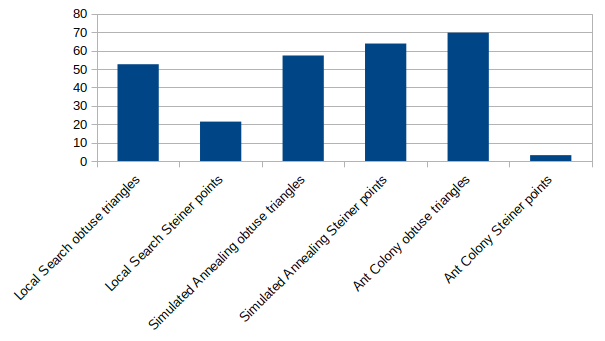 80
70
60
50
40
30
20
10
0
Local Search obtuse triangles
Local Search Steiner points
Simulated Annealing obtuse triangles
Simulated Annealing Steiner points
Ant Colony obtuse triangles
Ant Colony Steiner points